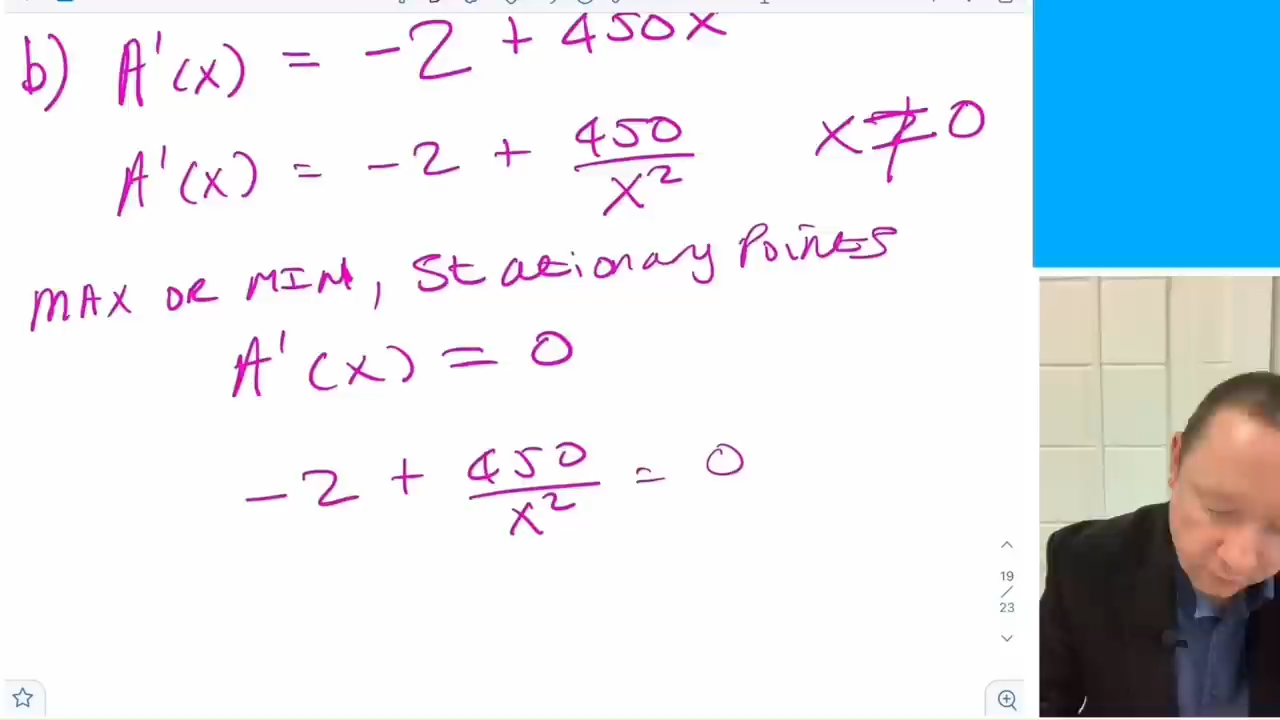 b) A'(x) = -2 + 450x
A'(x) = -2 + 450/x² x ≠ 0
MAX OR MIN, Stationary Points
A'(x) = 0
-2 + 450/x² = 0
19
/
23